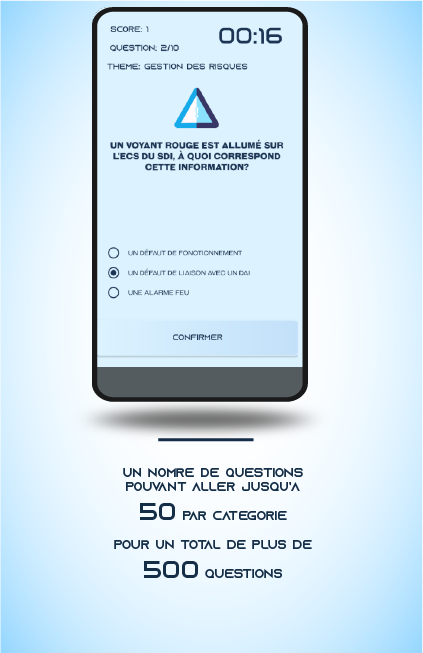 SCORE: 1
00:16
QUESTION: 2/10
THEME: GESTION DES RISQUES
UN VOYANT ROUGE EST ALLUMÉ SUR
L'ECS DU SDI, À QUOI CORRESPOND
CETTE INFORMATION?
UN DÉFAUT DE FONCTIONNEMENT
UN DÉFAUT DE LIAISON AVEC UN DAI
UNE ALARME FEU
CONFIRMER
UN NOMRE DE QUESTIONS
POUVANT ALLER JUSQU'A
50 PAR CATEGORIE
POUR UN TOTAL DE PLUS DE
500 QUESTIONS